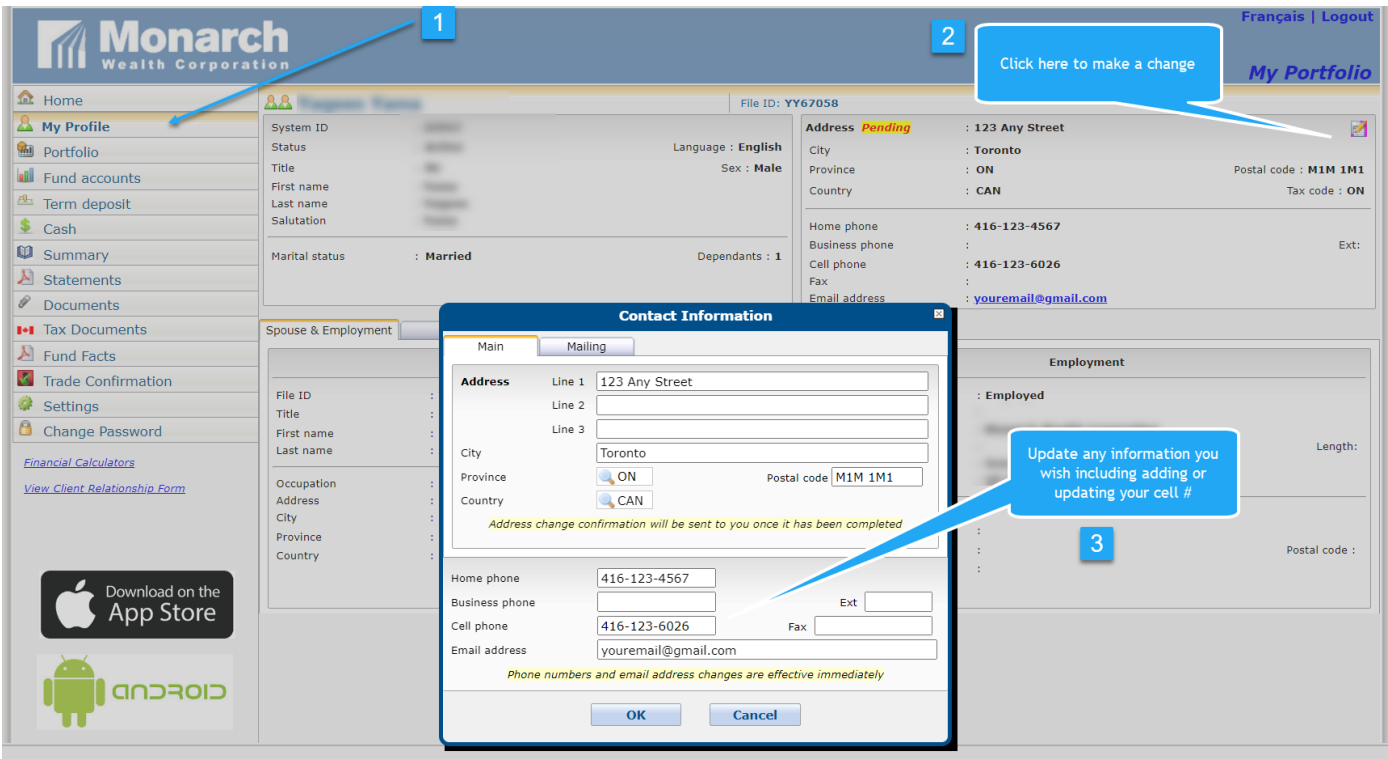 Monarch
Wealth Corporation
1
2
Click here to make a change
Français | Logout
My Portfolio
Home
My Profile
Portfolio
Fund accounts
Term deposit
Cash
Summary
Statements
Documents
Tax Documents
Fund Facts
Trade Confirmation
Settings
Change Password
Financial Calculators
View Client Relationship Form
Download on the
App Store
ANDROID
File ID: YY67058
System ID :
Status : Language : English
Title : Sex : Male
First name :
Last name :
Salutation :
Marital status : Married Dependants : 1
Address Pending : 123 Any Street
City : Toronto
Province : ON Postal code : M1M 1M1
Country : CAN Tax code : ON
Home phone : 416-123-4567
Business phone : Ext:
Cell phone : 416-123-6026
Fax :
Email address : youremail@gmail.com
Spouse & Employment
File ID :
Title :
First name :
Last name :
Occupation :
Address :
City :
Province :
Country :
Employment
: Employed
Length:
: Postal code :
:
Contact Information
Main Mailing
Address Line 1 123 Any Street
Line 2
Line 3
City Toronto
Province ON Postal code M1M 1M1
Country CAN
Address change confirmation will be sent to you once it has been completed
Home phone 416-123-4567
Business phone Ext
Cell phone 416-123-6026 Fax
Email address youremail@gmail.com
Phone numbers and email address changes are effective immediately
OK Cancel
Update any information you
wish including adding or
updating your cell #
3